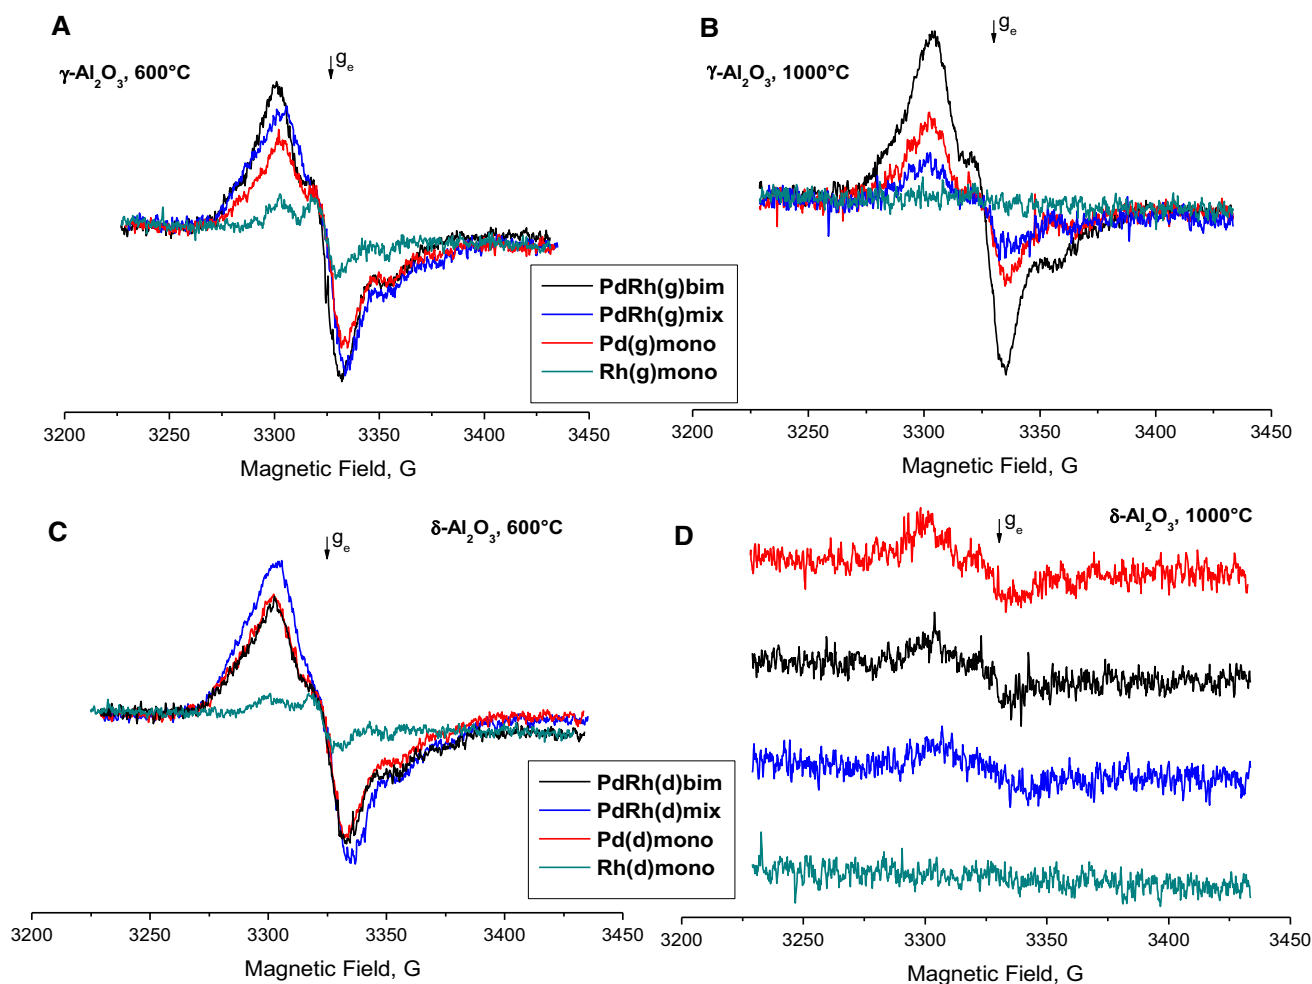 A
γ-Al₂O₃, 600°C
gₑ
3200 3250 3300 3350 3400 3450
Magnetic Field, G
B
γ-Al₂O₃, 1000°C
gₑ
3200 3250 3300 3350 3400 3450
Magnetic Field, G
PdRh(g)bim
PdRh(g)mix
Pd(g)mono
Rh(g)mono
C
δ-Al₂O₃, 600°C
gₑ
3200 3250 3300 3350 3400 3450
Magnetic Field, G
PdRh(d)bim
PdRh(d)mix
Pd(d)mono
Rh(d)mono
D
δ-Al₂O₃, 1000°C
gₑ
3200 3250 3300 3350 3400 3450
Magnetic Field, G